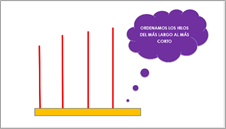 ORDENAMOS LOS HILOS
DEL MÁS LARGO AL MÁS
CORTO